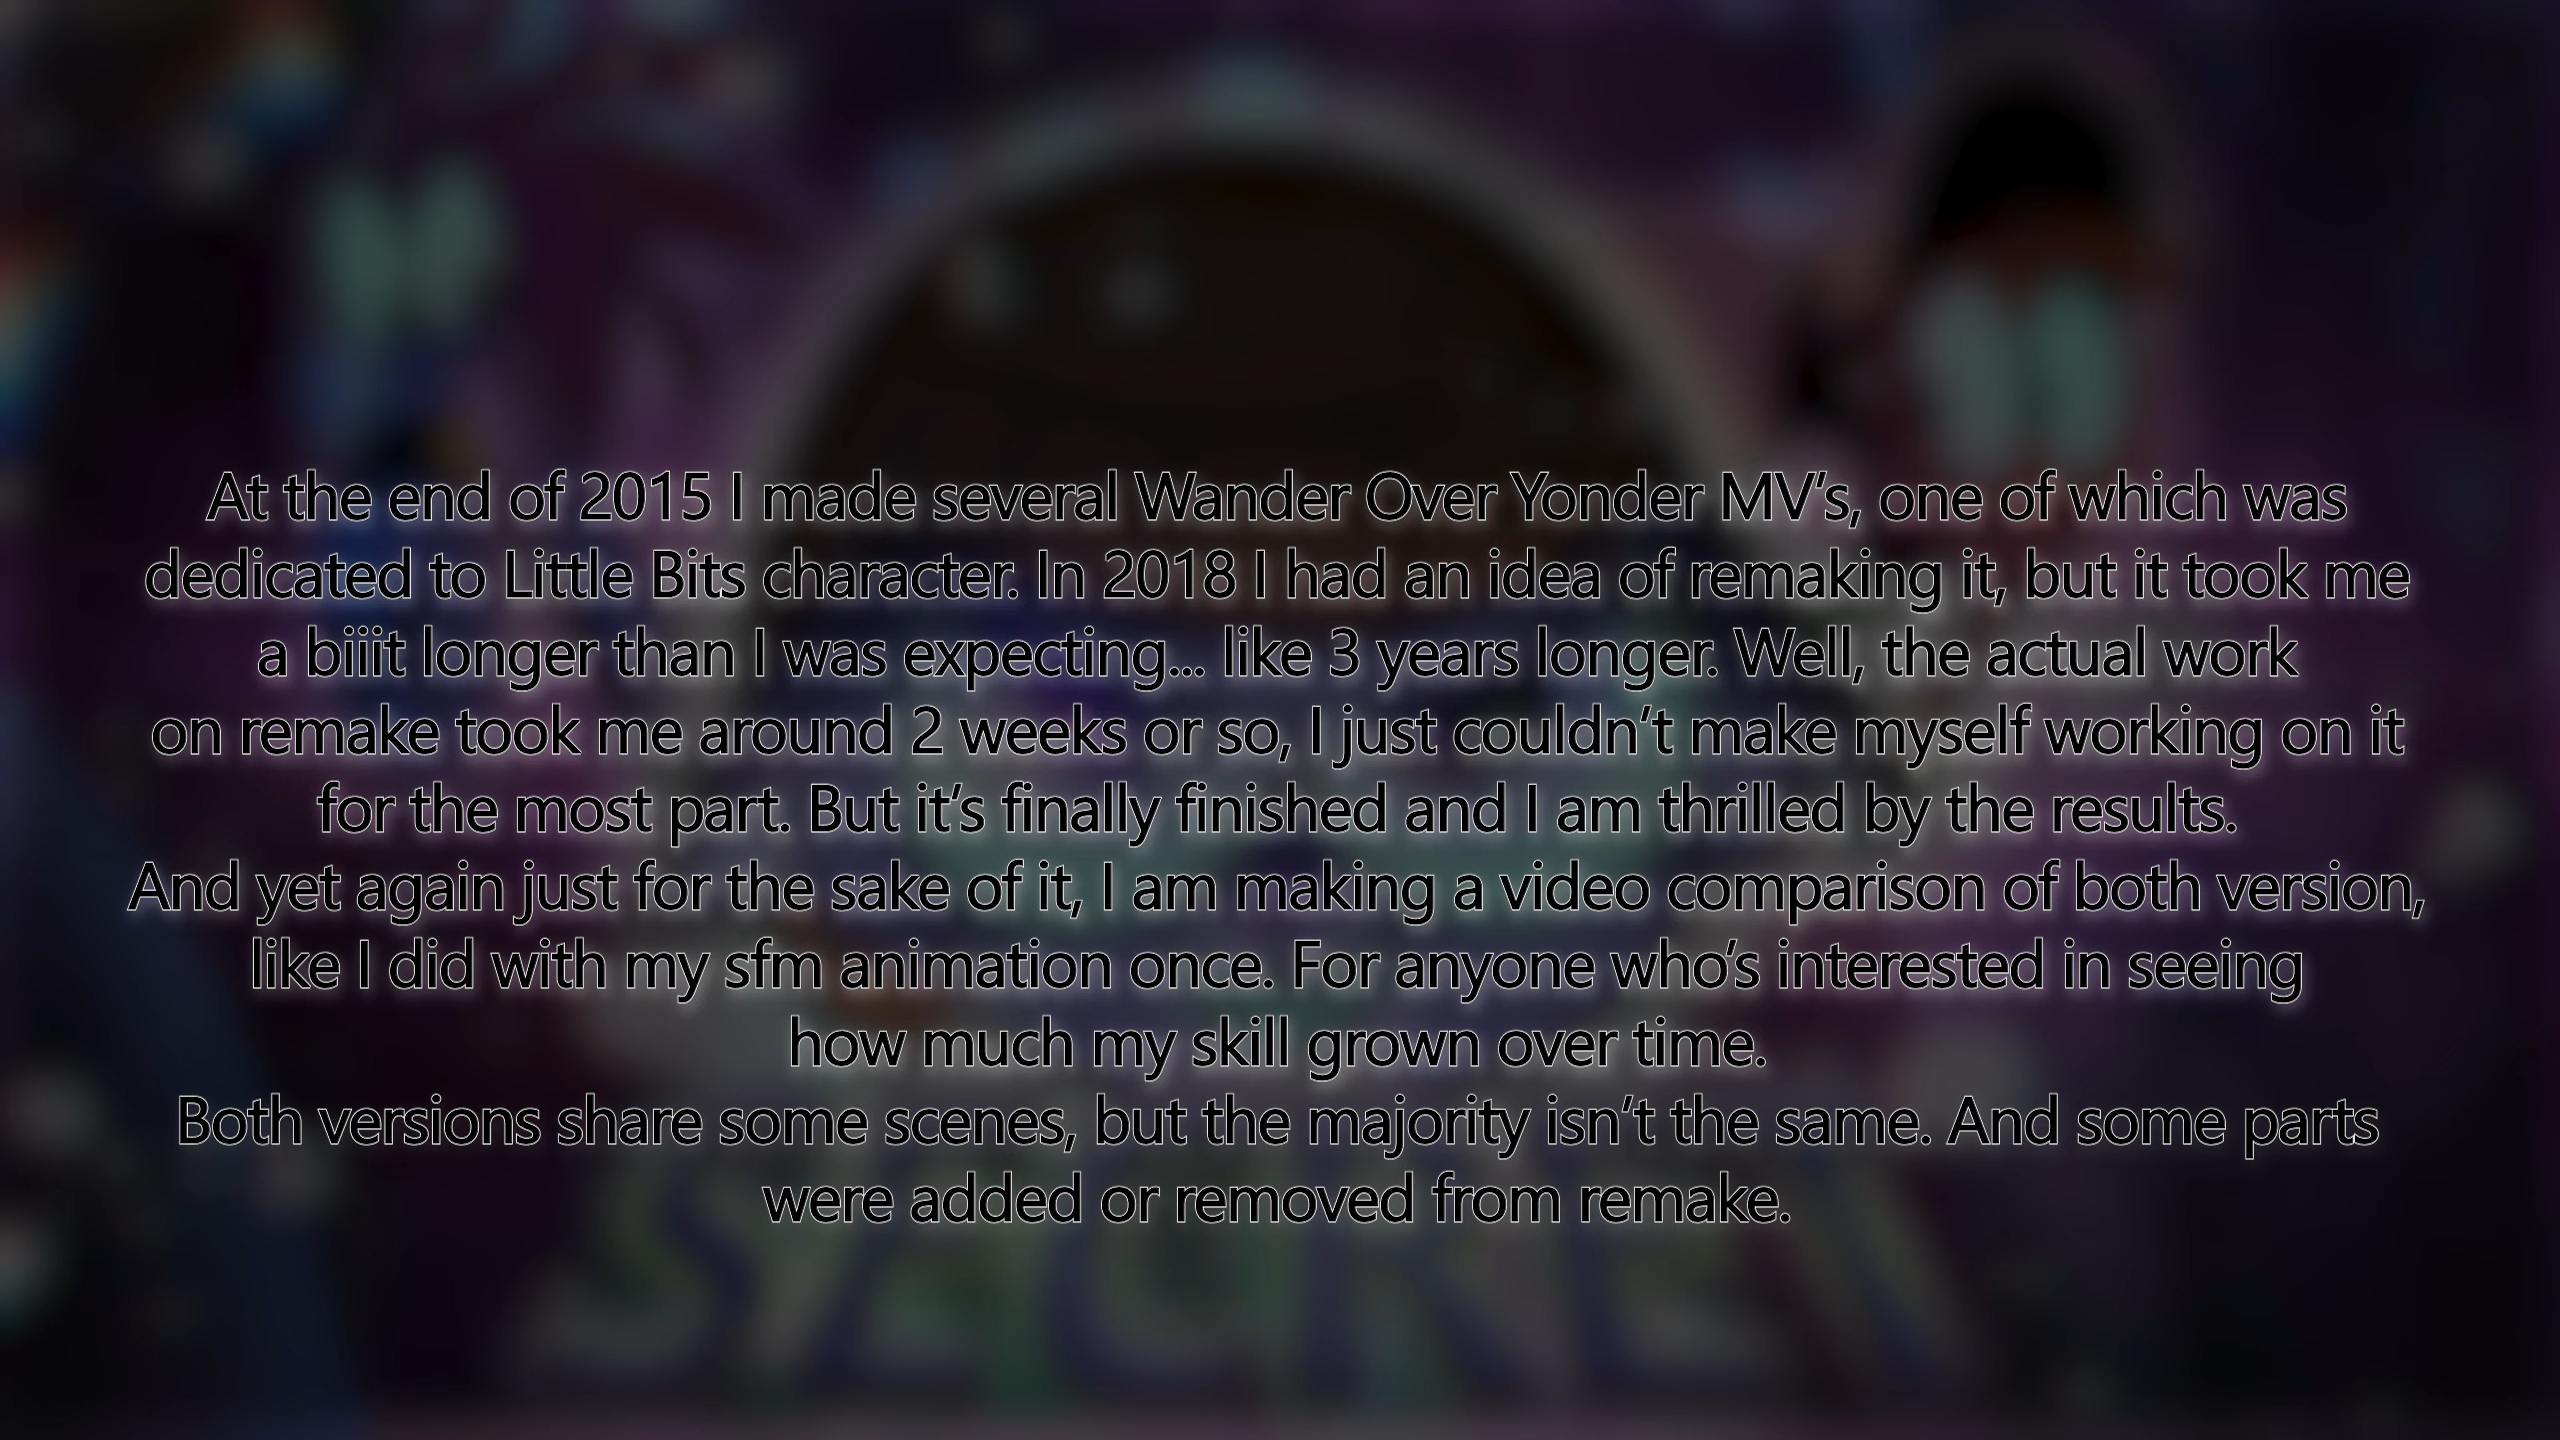 At the end of 2015 I made several Wander Over Yonder MV's, one of which was
dedicated to Little Bits character. In 2018 I had an idea of remaking it, but it took me
a biiit longer than I was expecting... like 3 years longer. Well, the actual work
on remake took me around 2 weeks or so, I just couldn't make myself working on it
for the most part. But it's finally finished and I am thrilled by the results.
And yet again just for the sake of it, I am making a video comparison of both version,
like I did with my sfm animation once. For anyone who's interested in seeing
how much my skill grown over time.
Both versions share some scenes, but the majority isn't the same. And some parts
were added or removed from remake.